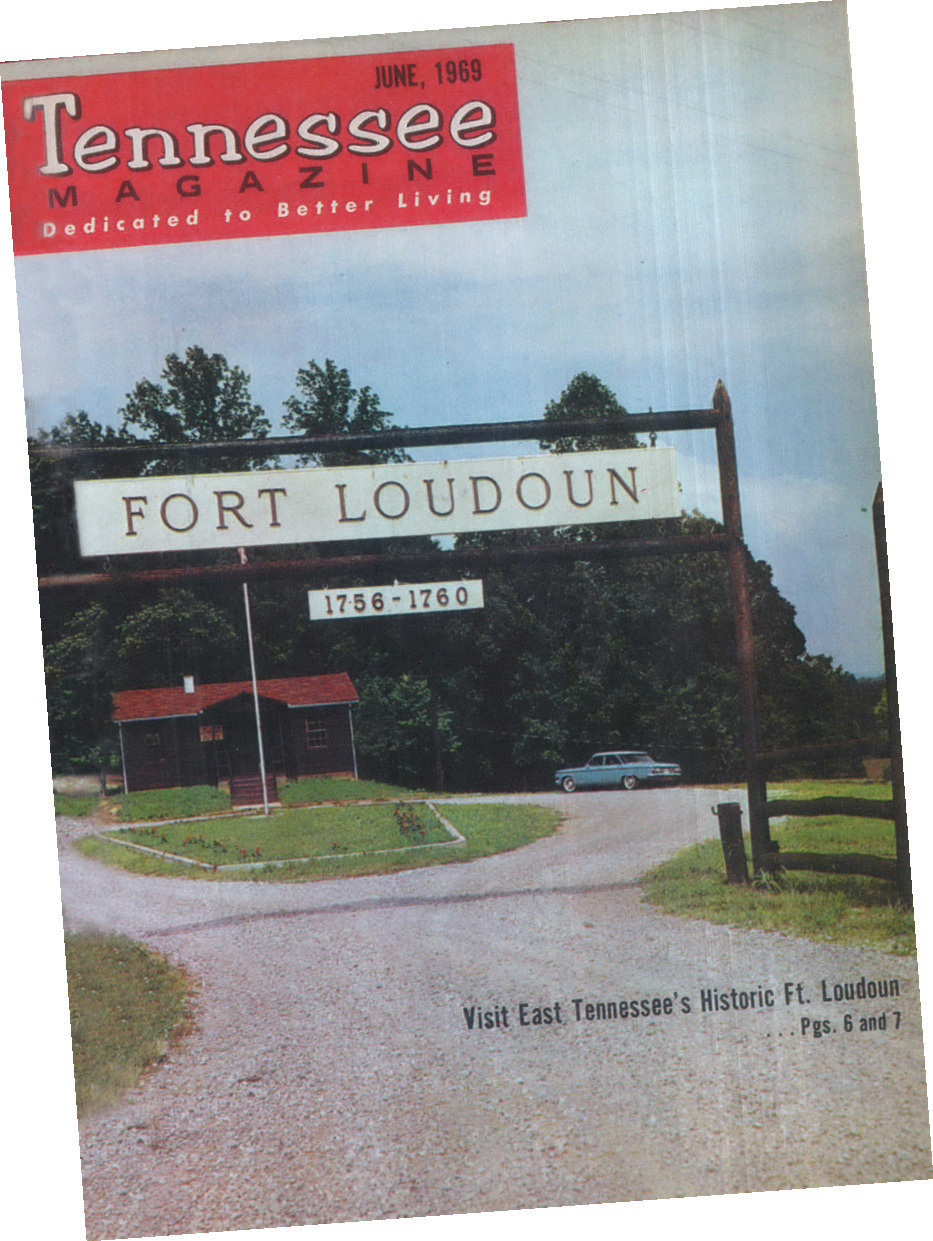 JUNE, 1969
Tennessee
MAGAZINE
Dedicated to Better Living
FORT LOUDOUN
1756-1760
Visit East Tennessee's Historic Ft. Loudoun
...Pgs. 6 and 7